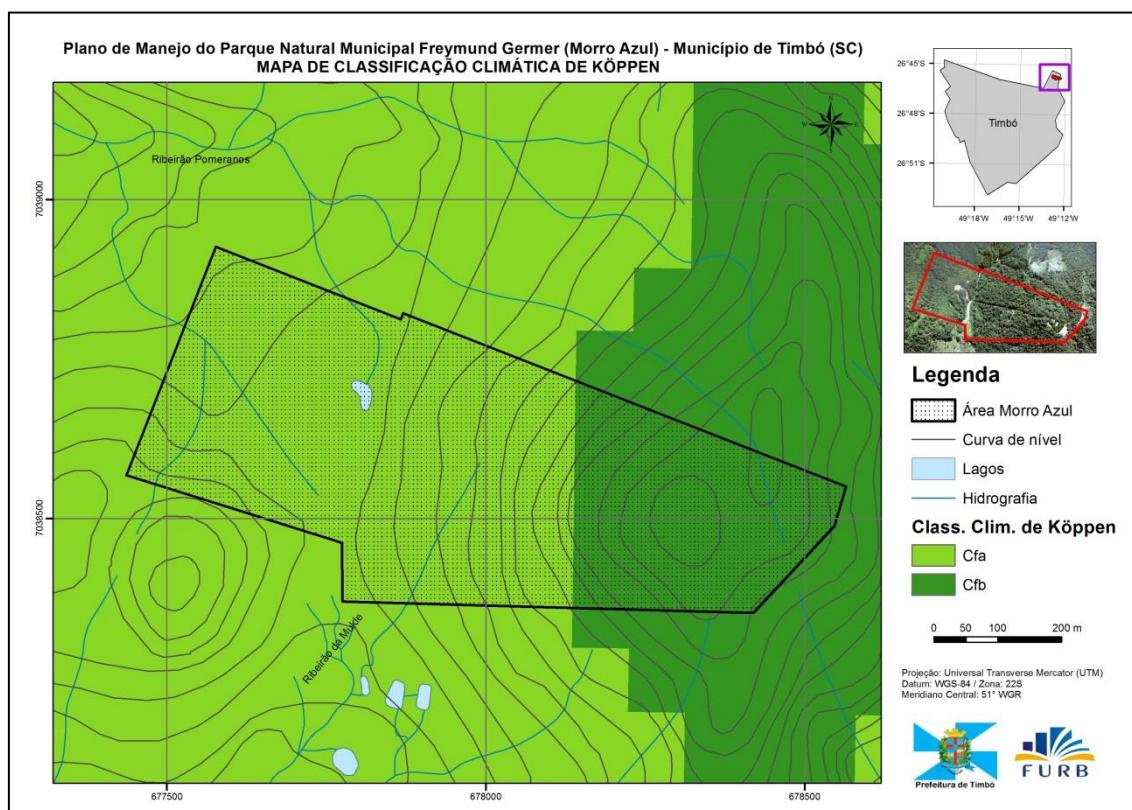 Plano de Manejo do Parque Natural Municipal Freymund Germer (Morro Azul) - Município de Timbó (SC)
MAPA DE CLASSIFICAÇÃO CLIMÁTICA DE KÖPPEN
Ribeirão Pomeranos
Ribeirão da Mulde
7039000
7038500
677500
678000
678500
N
E
S
W
26°45'S
26°48'S
26°51'S
Timbó
49°18'W 49°15'W 49°12'W
Legenda
Área Morro Azul
Curva de nível
Lagos
Hidrografia
Class. Clim. de Köppen
Cfa
Cfb
0 50 100 200 m
Projeção: Universal Transverse Mercator (UTM)
Datum: WGS-84 / Zona: 22S
Meridiano Central: 51° WGR
Prefeitura de Timbó
FURB